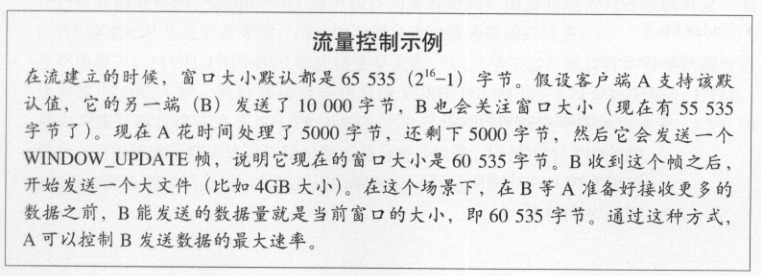 流量控制示例
在流建立的时候，窗口大小默认都是 65 535（2¹⁶−1）字节。假设客户端 A 支持该默
认值，它的另一端（B）发送了 10 000 字节，B 也会关注窗口大小（现在有 55 535
字节了）。现在 A 花时间处理了 5000 字节，还剩下 5000 字节，然后它会发送一个
WINDOW_UPDATE 帧，说明它现在的窗口大小是 60 535 字节。B 收到这个帧之后，
开始发送一个大文件（比如 4GB 大小）。在这个场景下，在 B 等 A 准备好接收更多的
数据之前，B 能发送的数据量就是当前窗口的大小，即 60 535 字节。通过这种方式，
A 可以控制 B 发送数据的最大速率。